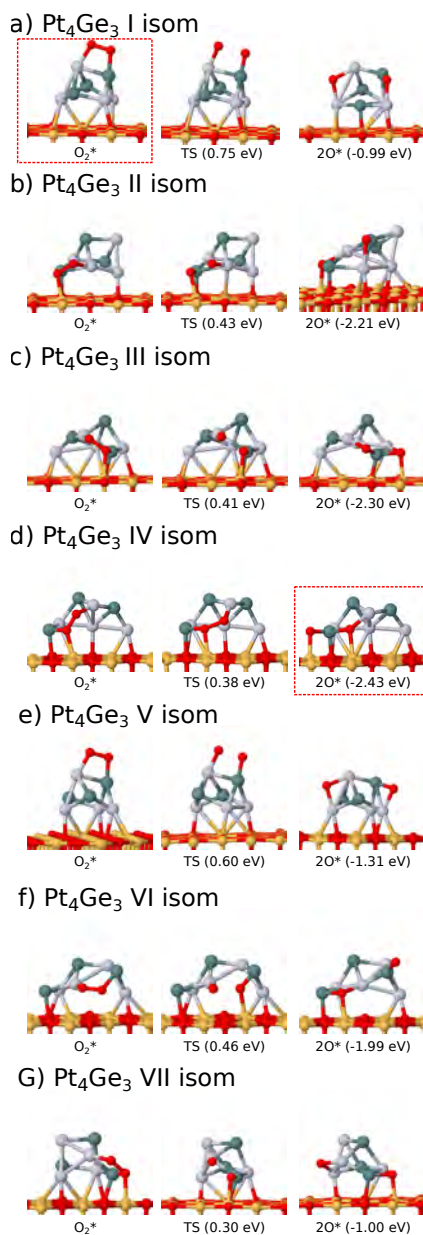 a) Pt₄Ge₃ I isom
O₂* TS (0.75 eV) 2O* (-0.99 eV)
b) Pt₄Ge₃ II isom
O₂* TS (0.43 eV) 2O* (-2.21 eV)
c) Pt₄Ge₃ III isom
O₂* TS (0.41 eV) 2O* (-2.30 eV)
d) Pt₄Ge₃ IV isom
O₂* TS (0.38 eV) 2O* (-2.43 eV)
e) Pt₄Ge₃ V isom
O₂* TS (0.60 eV) 2O* (-1.31 eV)
f) Pt₄Ge₃ VI isom
O₂* TS (0.46 eV) 2O* (-1.99 eV)
G) Pt₄Ge₃ VII isom
O₂* TS (0.30 eV) 2O* (-1.00 eV)